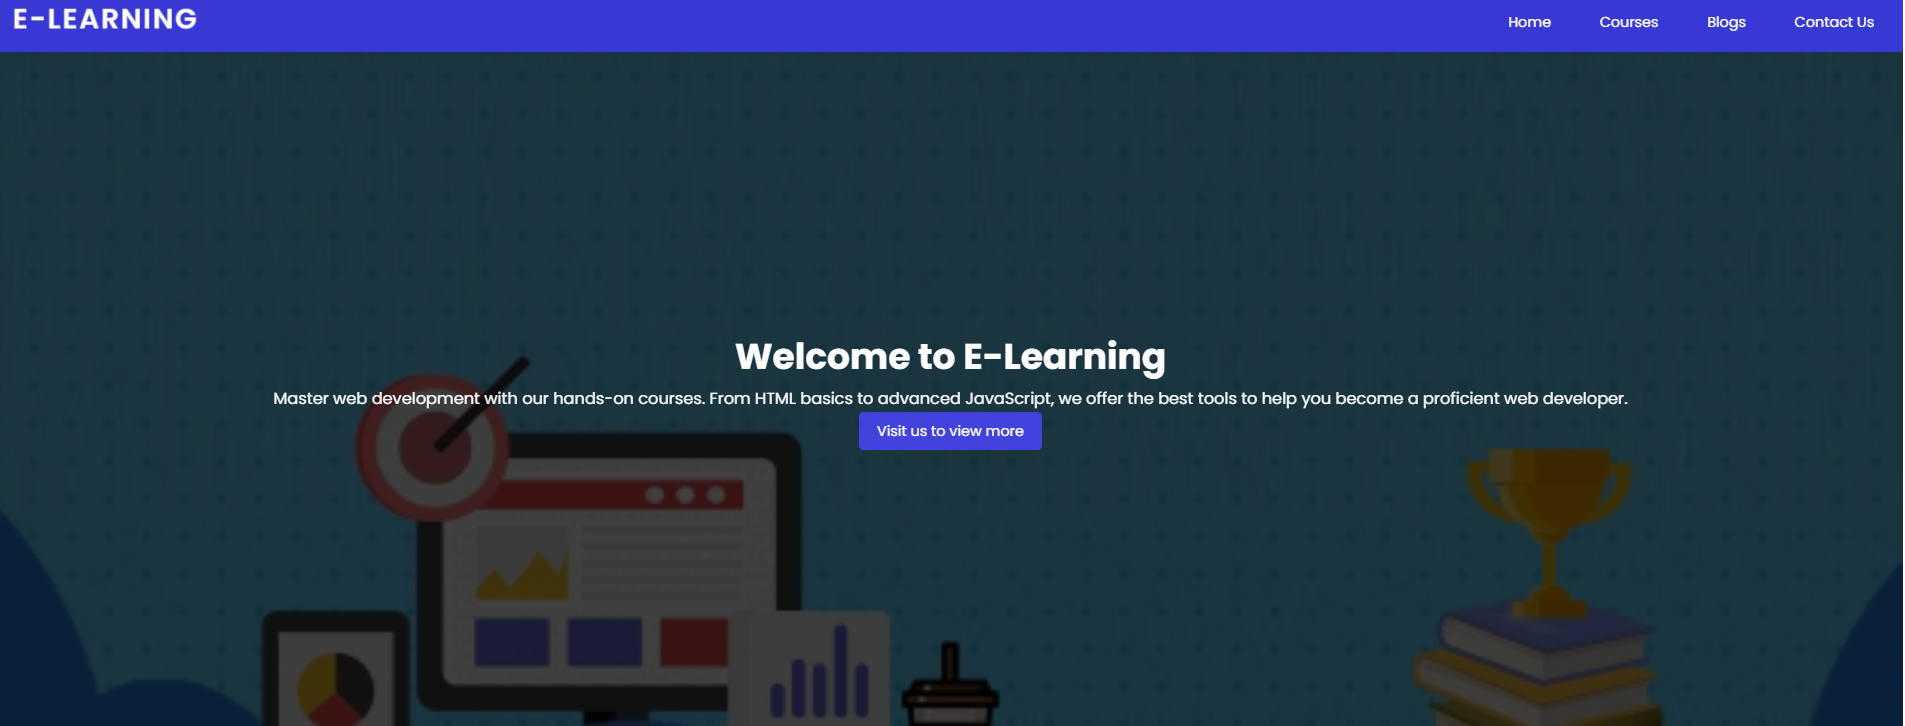 E-LEARNING
Home Courses Blogs Contact Us
Welcome to E-Learning
Master web development with our hands-on courses. From HTML basics to advanced JavaScript, we offer the best tools to help you become a proficient web developer.
Visit us to view more